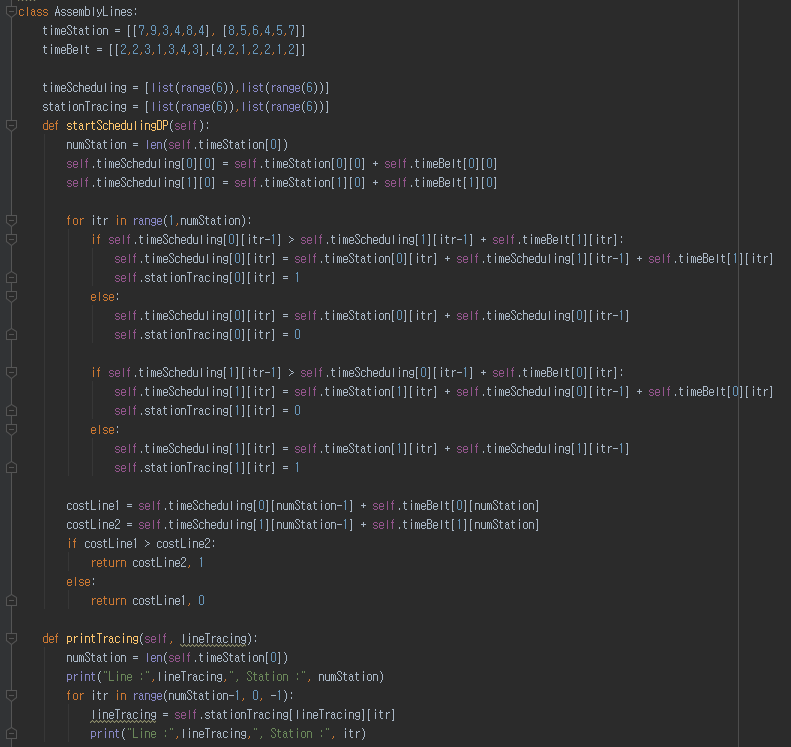 class AssemblyLines:
timeStation = [[7,9,3,4,8,4], [8,5,6,4,5,7]]
timeBelt = [[2,2,3,1,3,4,3],[4,2,1,2,2,1,2]]
timeScheduling = [list(range(6)),list(range(6))]
stationTracing = [list(range(6)),list(range(6))]
def startSchedulingDP(self):
numStation = len(self.timeStation[0])
self.timeScheduling[0][0] = self.timeStation[0][0] + self.timeBelt[0][0]
self.timeScheduling[1][0] = self.timeStation[1][0] + self.timeBelt[1][0]
for itr in range(1,numStation):
if self.timeScheduling[0][itr-1] > self.timeScheduling[1][itr-1] + self.timeBelt[1][itr]:
self.timeScheduling[0][itr] = self.timeStation[0][itr] + self.timeScheduling[1][itr-1] + self.timeBelt[1][itr]
self.stationTracing[0][itr] = 1
else:
self.timeScheduling[0][itr] = self.timeStation[0][itr] + self.timeScheduling[0][itr-1]
self.stationTracing[0][itr] = 0
if self.timeScheduling[1][itr-1] > self.timeScheduling[0][itr-1] + self.timeBelt[0][itr]:
self.timeScheduling[1][itr] = self.timeStation[1][itr] + self.timeScheduling[0][itr-1] + self.timeBelt[0][itr]
self.stationTracing[1][itr] = 0
else:
self.timeScheduling[1][itr] = self.timeStation[1][itr] + self.timeScheduling[1][itr-1]
self.stationTracing[1][itr] = 1
costLine1 = self.timeScheduling[0][numStation-1] + self.timeBelt[0][numStation]
costLine2 = self.timeScheduling[1][numStation-1] + self.timeBelt[1][numStation]
if costLine1 > costLine2:
return costLine2, 1
else:
return costLine1, 0
def printTracing(self, lineTracing):
numStation = len(self.timeStation[0])
print("Line :",lineTracing,", Station :", numStation)
for itr in range(numStation-1, 0, -1):
lineTracing = self.stationTracing[lineTracing][itr]
print("Line :",lineTracing,", Station :", itr)